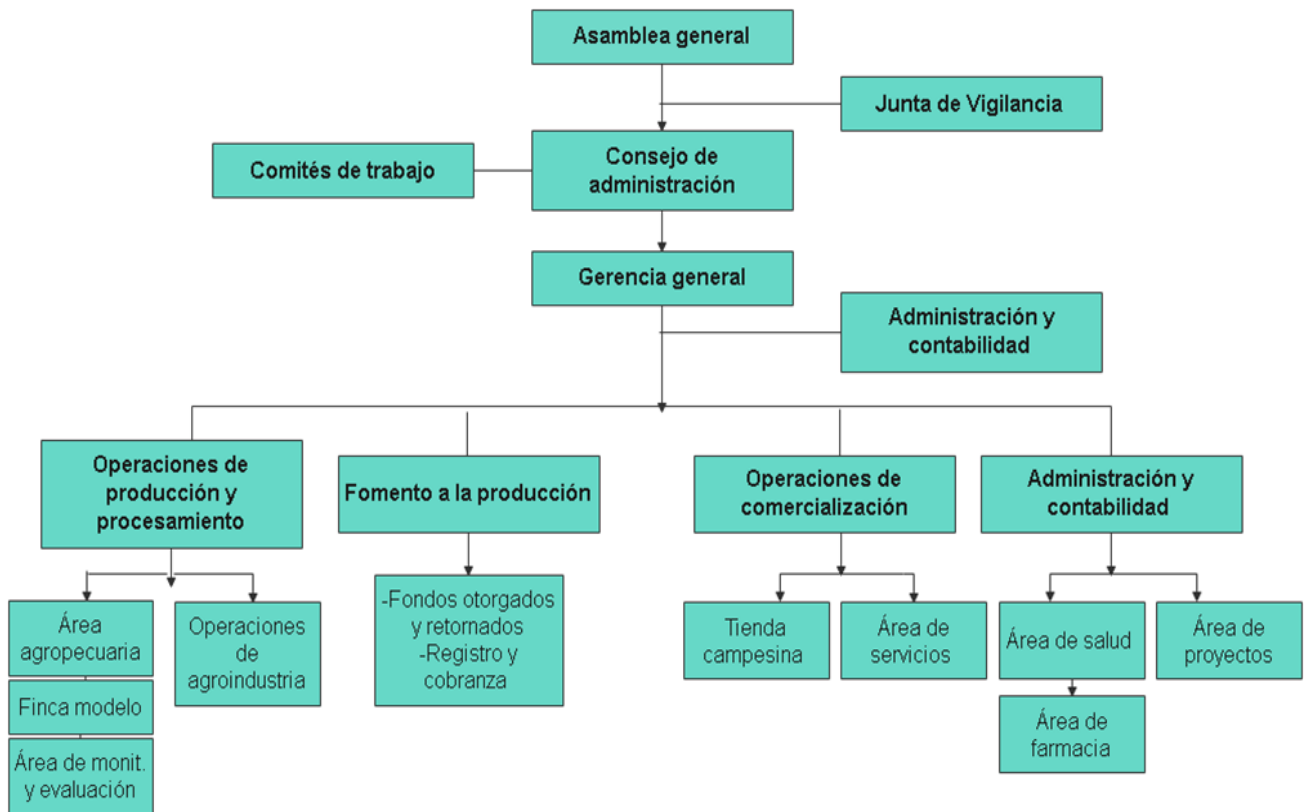 Asamblea general
Junta de Vigilancia
Comités de trabajo
Consejo de
administración
Gerencia general
Administración y
contabilidad
Operaciones de
producción y
procesamiento
Fomento a la producción
Operaciones de
comercialización
Administración y
contabilidad
Área
agropecuaria
Operaciones
de
agroindustria
-Fondos otorgados
y retornados
-Registro y
cobranza
Tienda
campesina
Área de
servicios
Área de salud
Área de
proyectos
Finca modelo
Área de monit.
y evaluación
Área de
farmacia